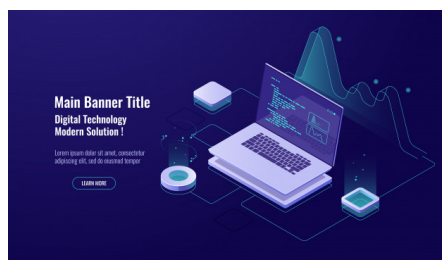 Main Banner Title
Digital Technology
Modern Solution !
Lorem ipsum dolor sit amet, consectetur
adipiscing elit, sed do eiusmod tempor
LEARN MORE